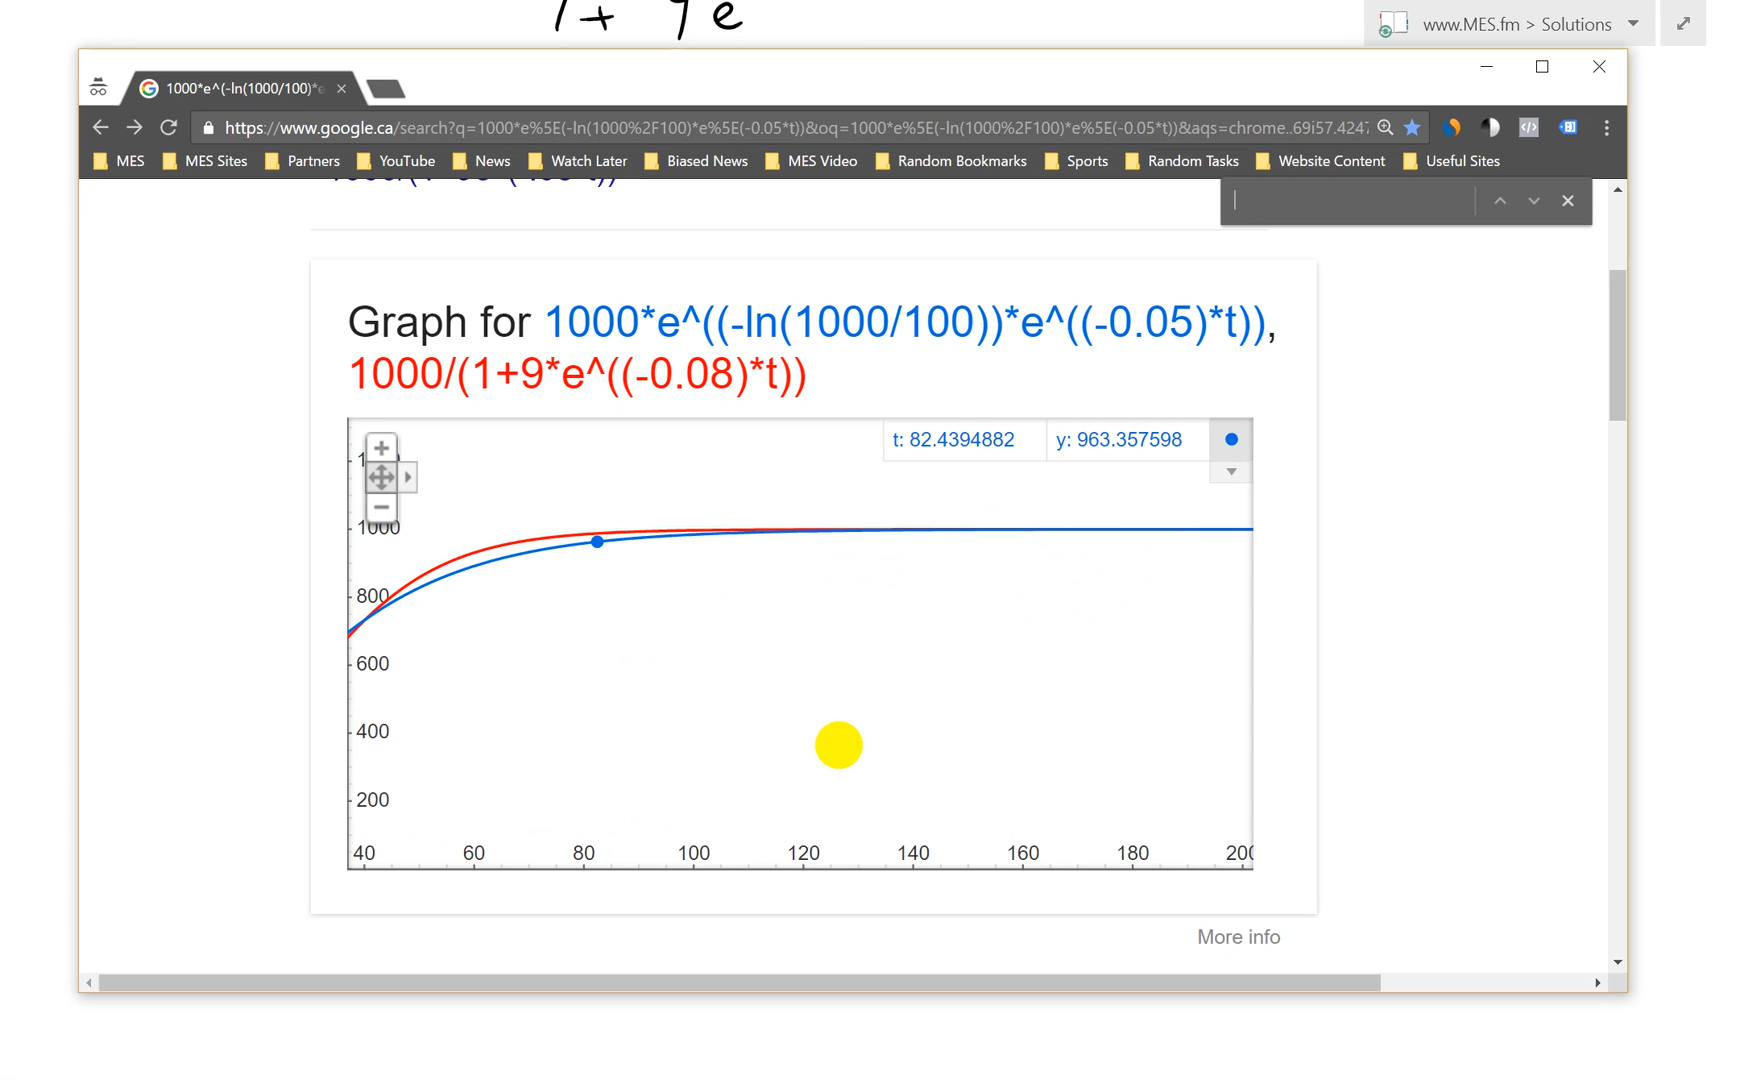 1+ 9e
www.MES.fm > Solutions
1000*e^(-ln(1000/100)*e
https://www.google.ca/search?q=1000*e%5E(-ln(1000%2F100)*e%5E(-0.05*t))&oq=1000*e%5E(-ln(1000%2F100)*e%5E(-0.05*t))&aqs=chrome..69i57.4247
MES MES Sites Partners YouTube News Watch Later Biased News MES Video Random Bookmarks Sports Random Tasks Website Content Useful Sites
Graph for 1000*e^((-ln(1000/100))*e^((-0.05)*t)),
1000/(1+9*e^((-0.08)*t))
t: 82.4394882 y: 963.357598
1000
800
600
400
200
40 60 80 100 120 140 160 180 200
More info